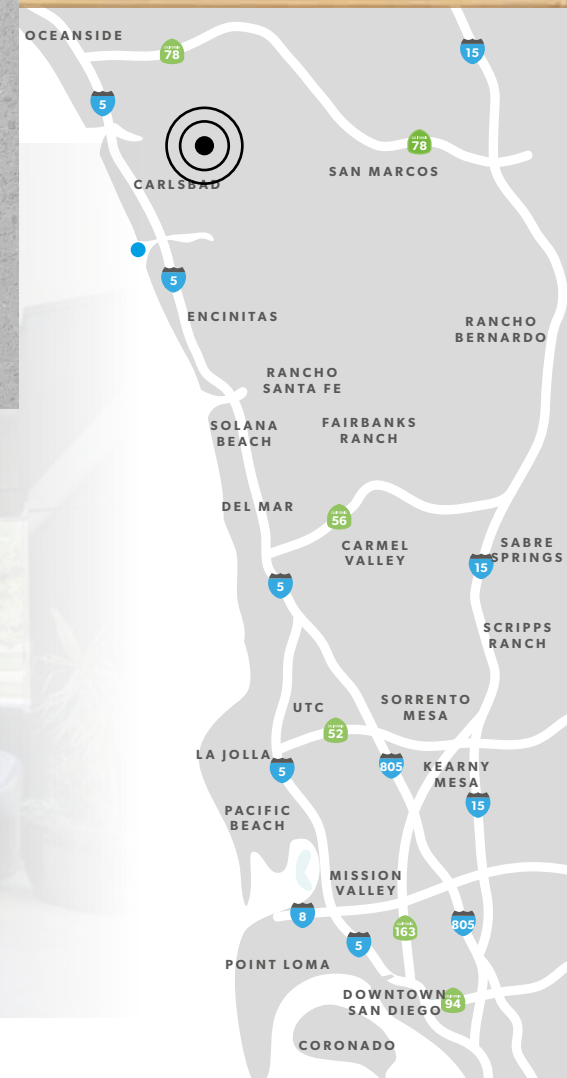 OCEANSIDE
78
15
5
78
SAN MARCOS
CARLSBAD
5
ENCINITAS
RANCHO
BERNARDO
RANCHO
SANTA FE
SOLANA
BEACH
FAIRBANKS
RANCH
DEL MAR
56
CARMEL
VALLEY
SABRE
SPRINGS
15
5
SCRIPPS
RANCH
UTC
SORRENTO
MESA
52
LA JOLLA
5
805
KEARNY
MESA
15
PACIFIC
BEACH
MISSION
VALLEY
8
163
805
5
POINT LOMA
DOWNTOWN
SAN DIEGO
94
CORONADO